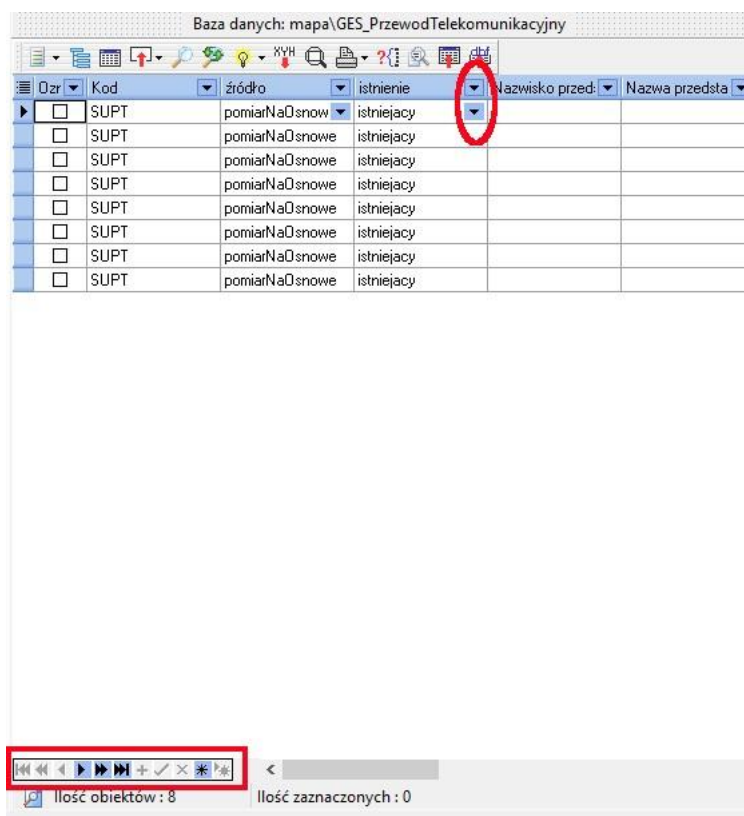 Baza danych: mapa\GES_PrzewodTelekomunikacyjny
XYH
Ozr Kod źródło istnienie Nazwisko przed: Nazwa przedsta
SUPT pomiarNaOsnow istniejacy
SUPT pomiarNaOsnowe istniejacy
SUPT pomiarNaOsnowe istniejacy
SUPT pomiarNaOsnowe istniejacy
SUPT pomiarNaOsnowe istniejacy
SUPT pomiarNaOsnowe istniejacy
SUPT pomiarNaOsnowe istniejacy
SUPT pomiarNaOsnowe istniejacy
Ilość obiektów : 8 Ilość zaznaczonych : 0